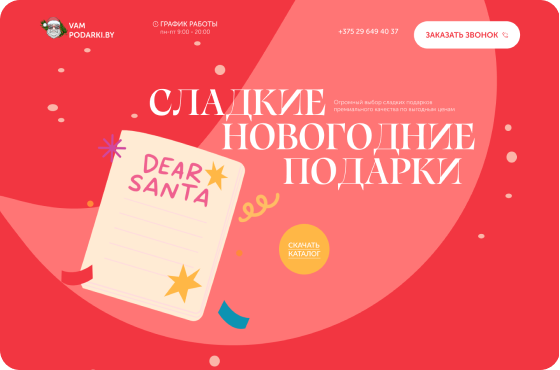 VAM
PODARKI.BY
ГРАФИК РАБОТЫ
пн-пт 9:00 - 20:00
+375 29 649 40 37
ЗАКАЗАТЬ ЗВОНОК
СЛАДКИЕ
Огромный выбор сладких подарков
премиального качества по выгодным ценам
НОВОГОДНИЕ
ПОДАРКИ
DEAR
SANTA
СКАЧАТЬ
КАТАЛОГ